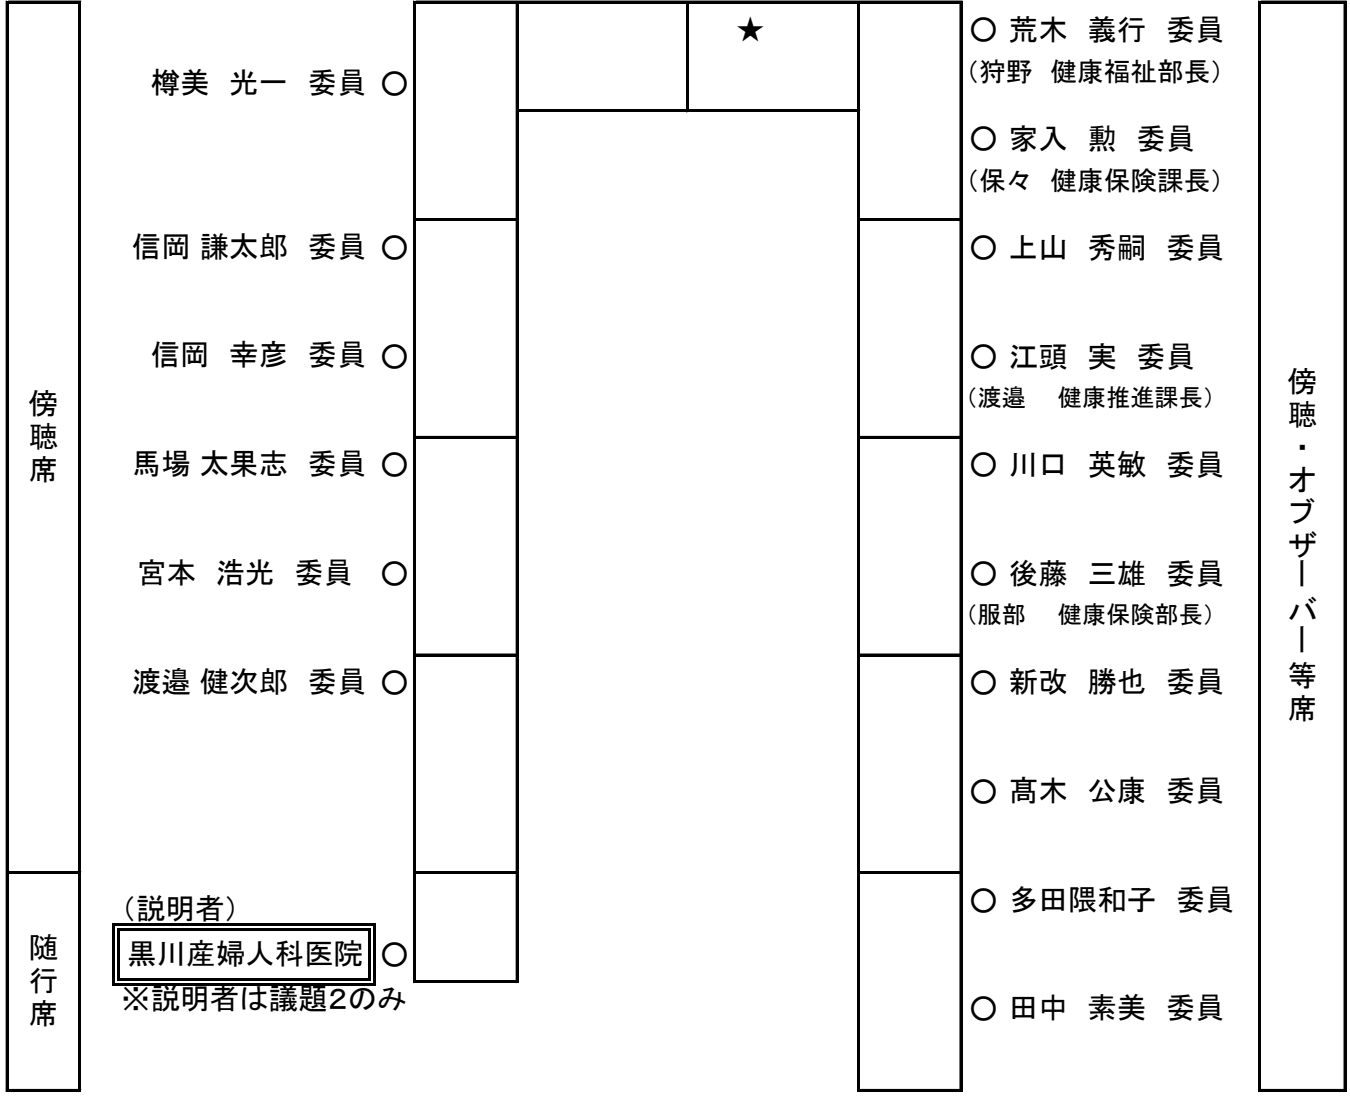 ★
樽美 光一 委員 ○
信岡 謙太郎 委員 ○
信岡 幸彦 委員 ○
馬場 太果志 委員 ○
宮本 浩光 委員 ○
渡邉 健次郎 委員 ○
（説明者）
黒川産婦人科医院 ○
※説明者は議題2のみ
○ 荒木 義行 委員
（狩野 健康福祉部長）
○ 家入 勲 委員
（保々 健康保険課長）
○ 上山 秀嗣 委員
○ 江頭 実 委員
（渡邉 健康推進課長）
○ 川口 英敏 委員
○ 後藤 三雄 委員
（服部 健康保険部長）
○ 新改 勝也 委員
○ 髙木 公康 委員
○ 多田隈和子 委員
○ 田中 素美 委員
傍聴席
随行席
傍聴・オブザーバー等席